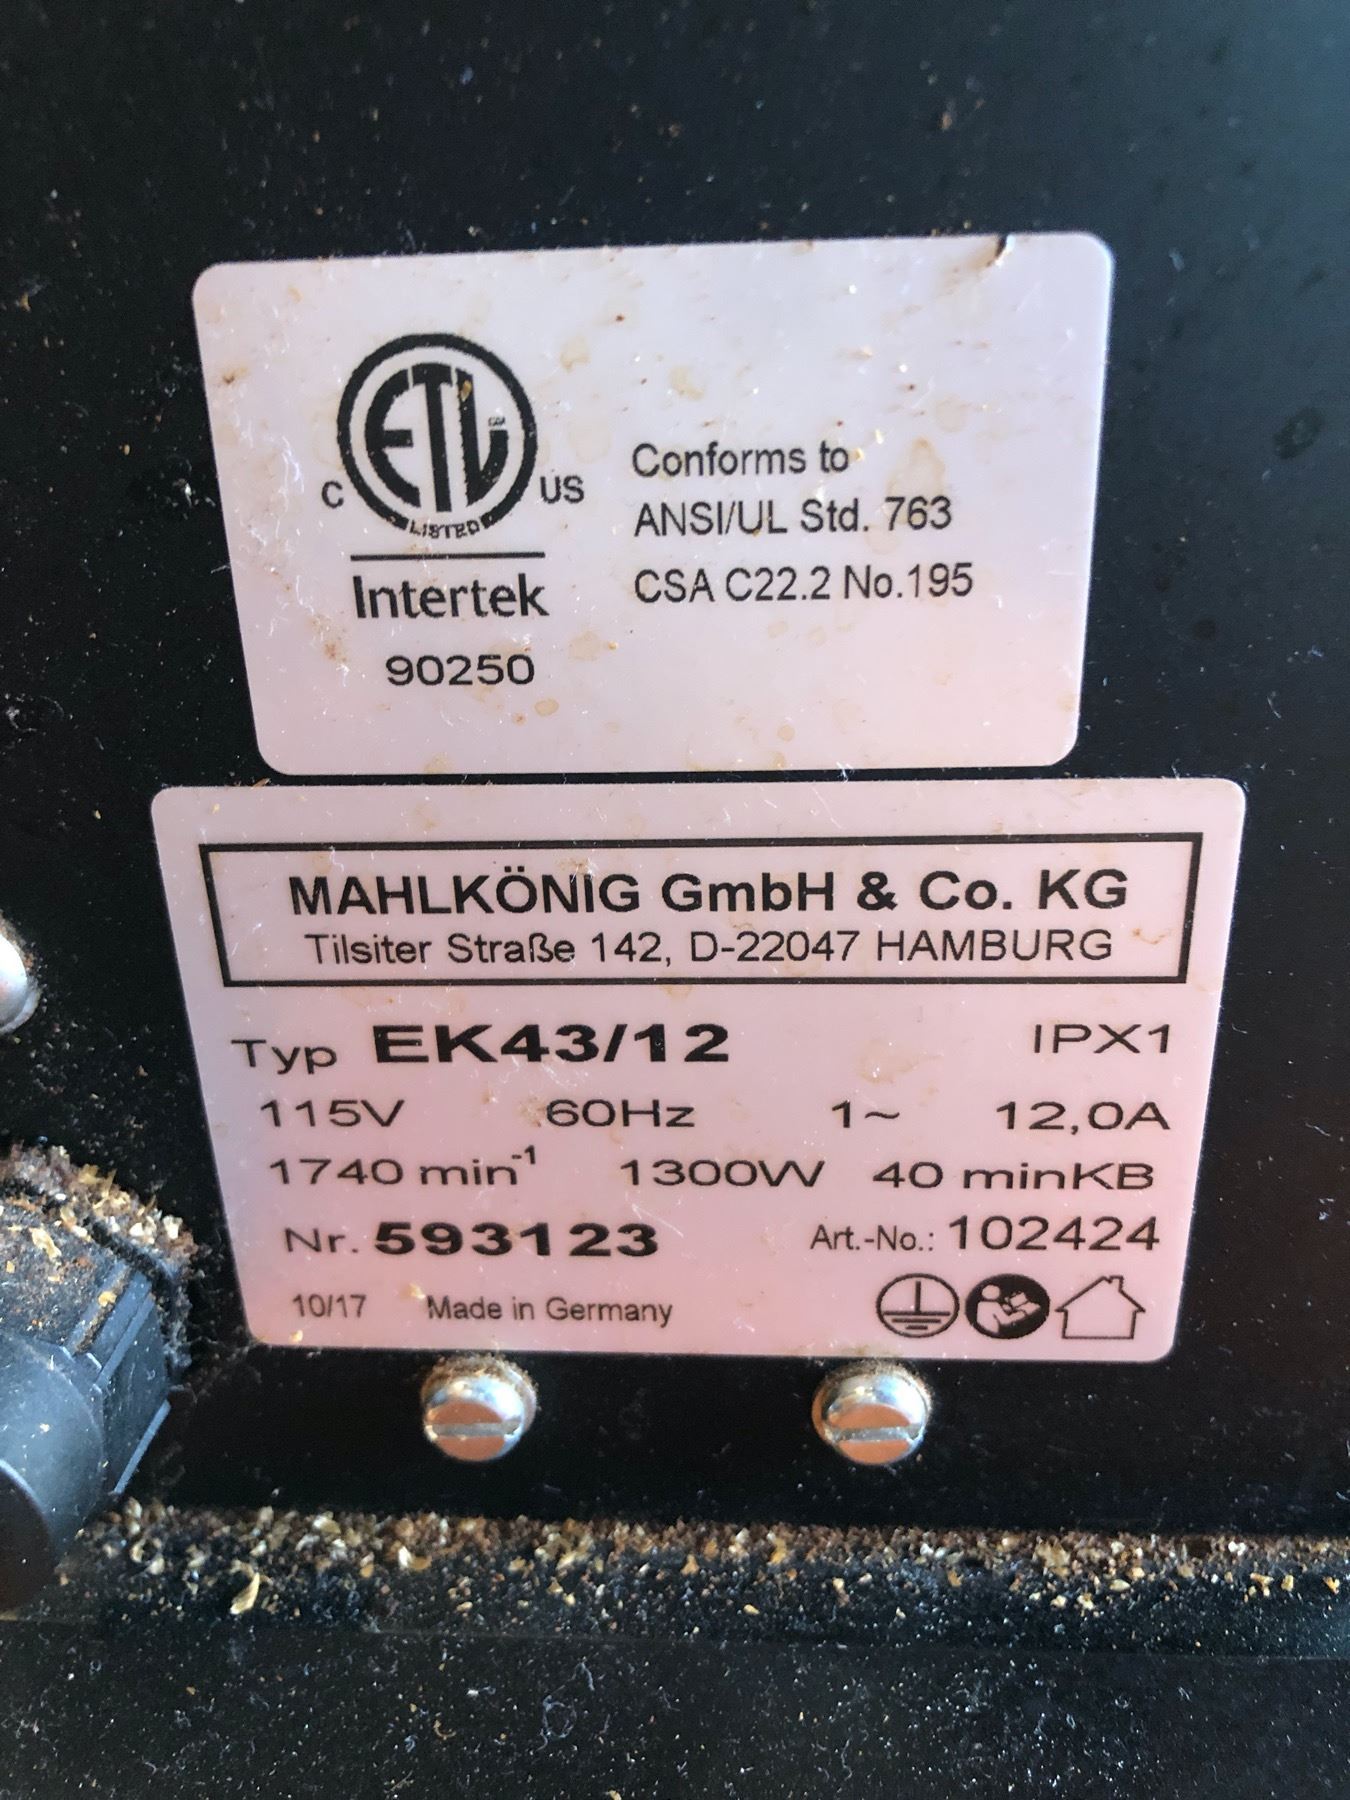 ETL
CM
LISTED
C
US
Intertek
90250
Conforms to
ANSI/UL Std. 763
CSA C22.2 No.195
MAHLKÖNIG GmbH & Co. KG
Tilsiter Straße 142, D-22047 HAMBURG
Typ EK43/12 IPX1
115V 60Hz 1~ 12,0A
1740 min⁻¹ 1300W 40 minKB
Nr. 593123 Art.-No.: 102424
10/17 Made in Germany